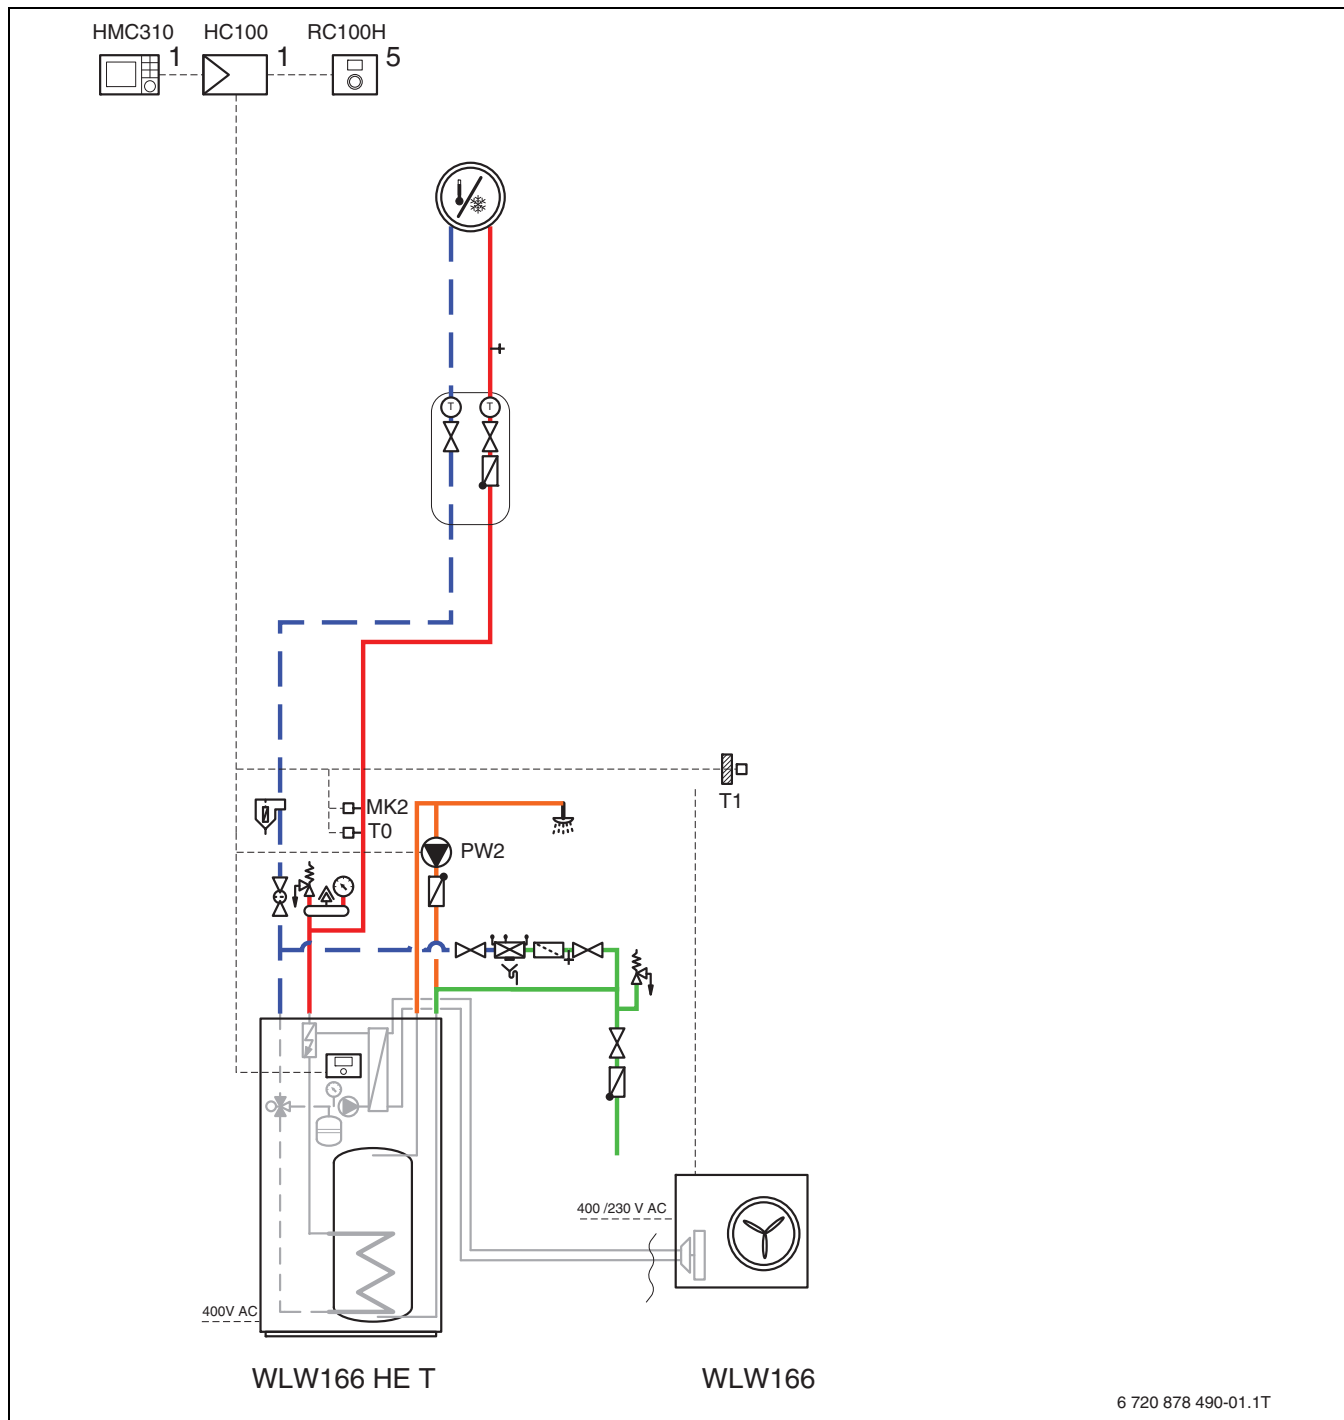 HMC310 HC100 RC100H
1 1 5
T T
T1
MK2
T0
PW2
400 /230 V AC
400V AC
WLW166 HE T WLW166
6 720 878 490-01.1T